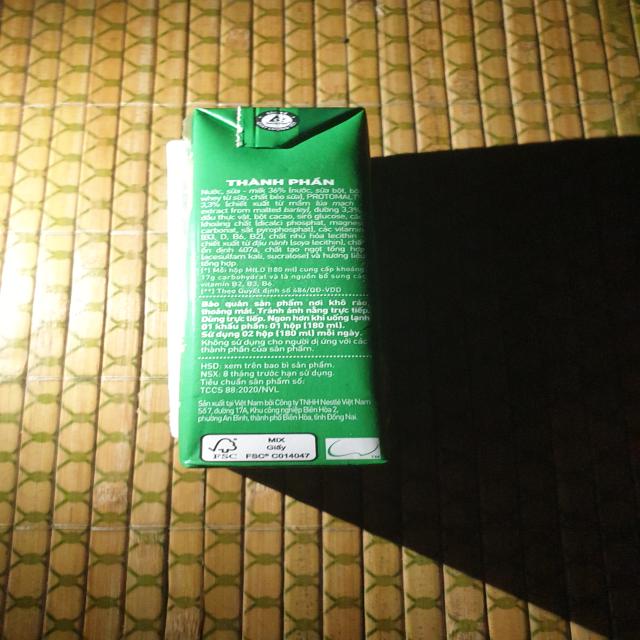 THÀNH PHẦN
Nước, sữa - milk 36% (nước, sữa bột, bột
whey từ sữa, chất béo sữa), PROTOMALT
3,3% (chiết xuất từ mầm lúa mạch -
extract from malted barley), đường
dầu thực vật, bột cacao, sirô glucose, các
khoáng chất (dicalci phosphat, magnesi
carbonat, sắt pyrophosphat), các vitamin
(B3, D, B6, B2), chất nhũ hóa lecithin
chiết xuất từ đậu nành (soya lecithin), chất
ổn định 407a, chất tạo ngọt tổng hợp
(acesulfam kali, sucralose) và hương liệu
tổng hợp
(*) Mỗi hộp MILO (180 ml) cung cấp khoảng
17g carbohydrat và là nguồn bổ sung các
vitamin B2, B3, B6.
Theo Quyết định số 486/QĐ-VDD
Bảo quản sản phẩm nơi khô ráo
thoáng mát. Tránh ánh nắng trực tiếp.
Dùng trực tiếp. Ngon hơn khi uống lạnh
01 khẩu phần: 01 hộp (180 ml).
Sử dụng 02 hộp (180 ml) mỗi ngày.
Không sử dụng cho người dị ứng với các
thành phần của sản phẩm.
HSD: xem trên bao bì sản phẩm.
NSX: 8 tháng trước hạn sử dụng.
Tiêu chuẩn sản phẩm số:
TCCS 88:2020/NVL
Sản xuất tại Việt Nam bởi Công ty TNHH Nestlé Việt Nam
Số 7, đường 17A, Khu công nghiệp Biên Hòa 2,
phường An Bình, thành phố Biên Hòa, tỉnh Đồng Nai.
FSC
MIX
Giấy
FSC® C014047